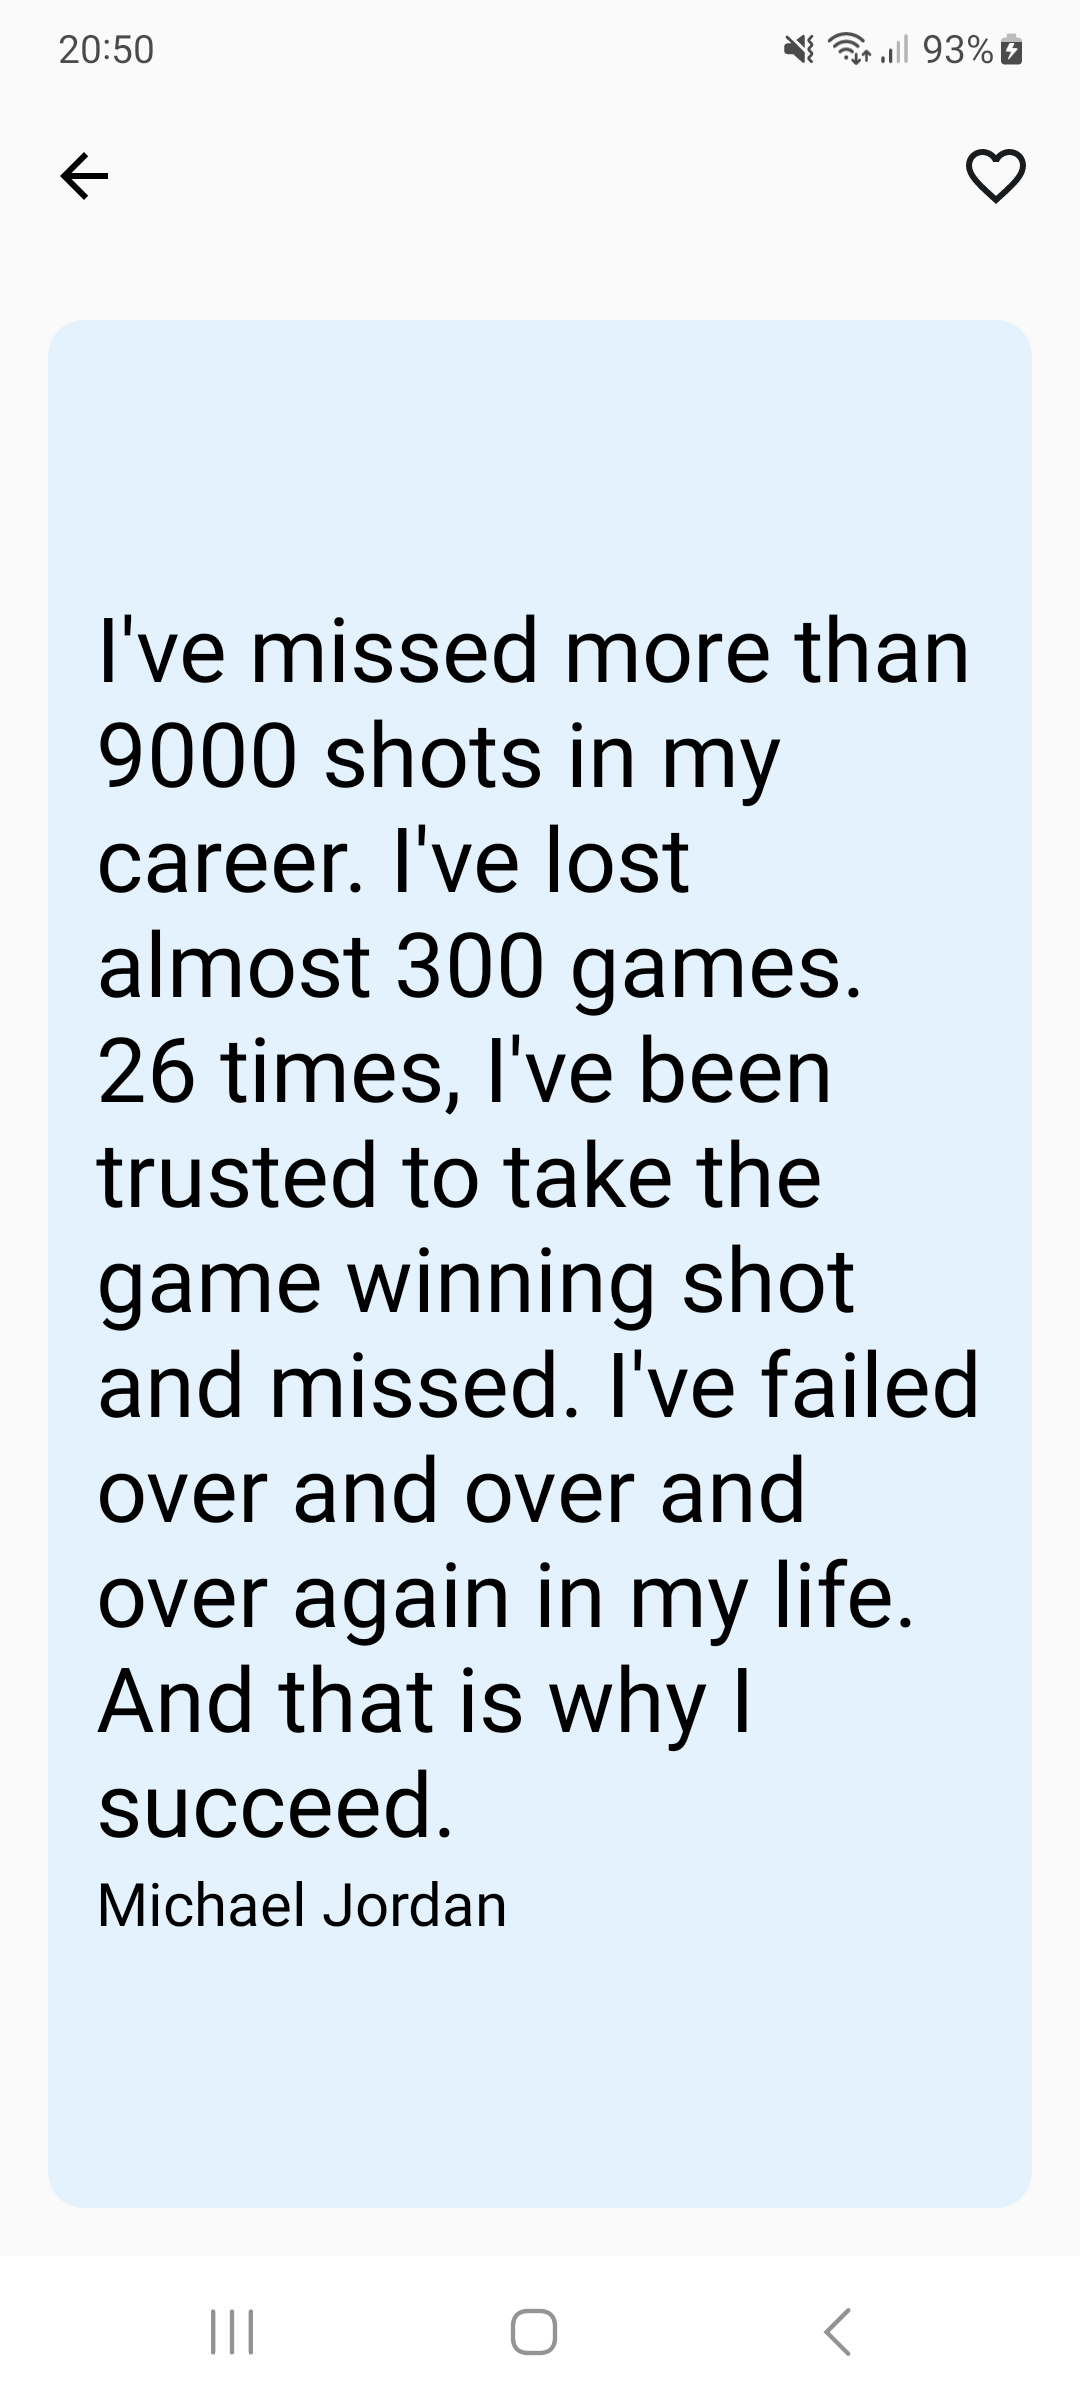 20:50
93%
I've missed more than
9000 shots in my
career. I've lost
almost 300 games.
26 times, I've been
trusted to take the
game winning shot
and missed. I've failed
over and over and
over again in my life.
And that is why I
succeed.
Michael Jordan